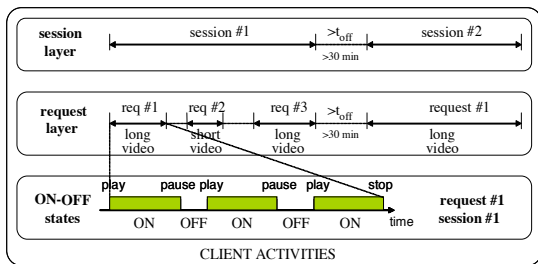 session layer
session #1
>t_off
>30 min
session #2
request layer
req #1
req #2
req #3
>t_off
request #1
long video
short video
long video
>30 min
long video
ON-OFF states
play
pause
play
pause
play
stop
time
ON
OFF
ON
OFF
ON
request #1
session #1
CLIENT ACTIVITIES